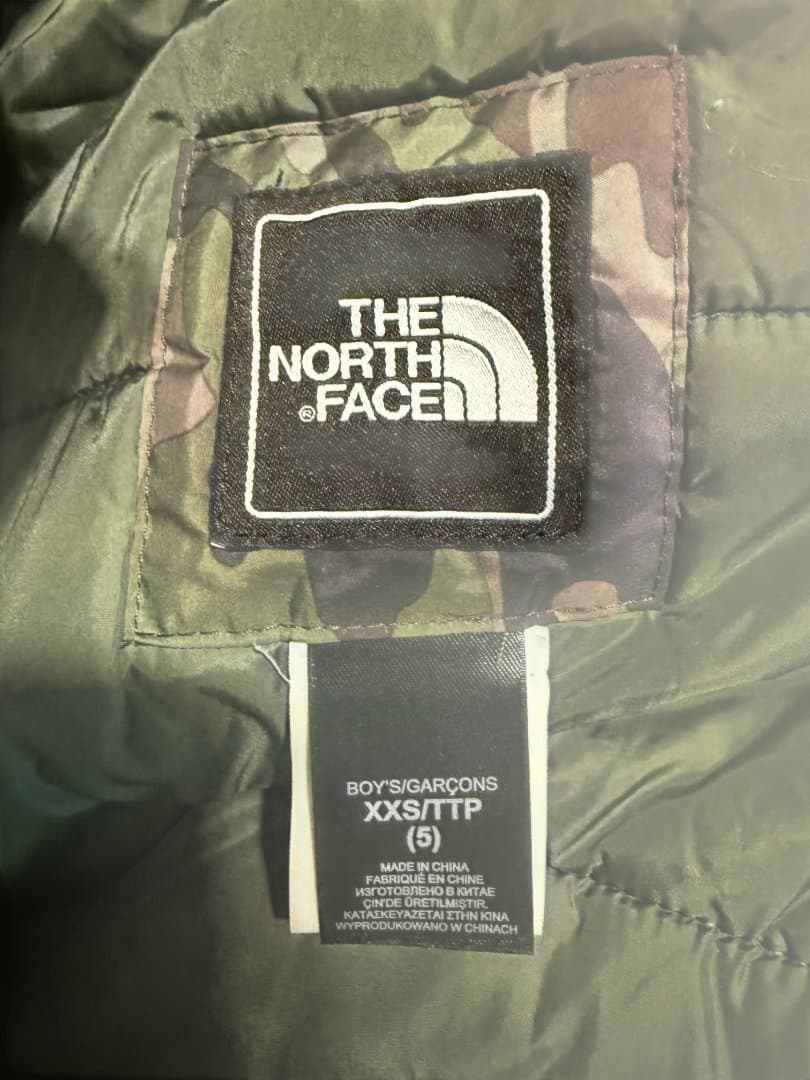 THE
NORTH
®FACE
BOY'S/GARÇONS
XXS/TTP
(5)
MADE IN CHINA
FABRIQUÉ EN CHINE
ИЗГОТОВЛЕНО В КИТАЕ
ÇIN'DE ÜRETILMIŞTIR.
ΚΑΤΑΣΚΕΥΑΖΕΤΑΙ ΣΤΗΝ ΚΙΝΑ
WYPRODUKOWANO W CHINACH